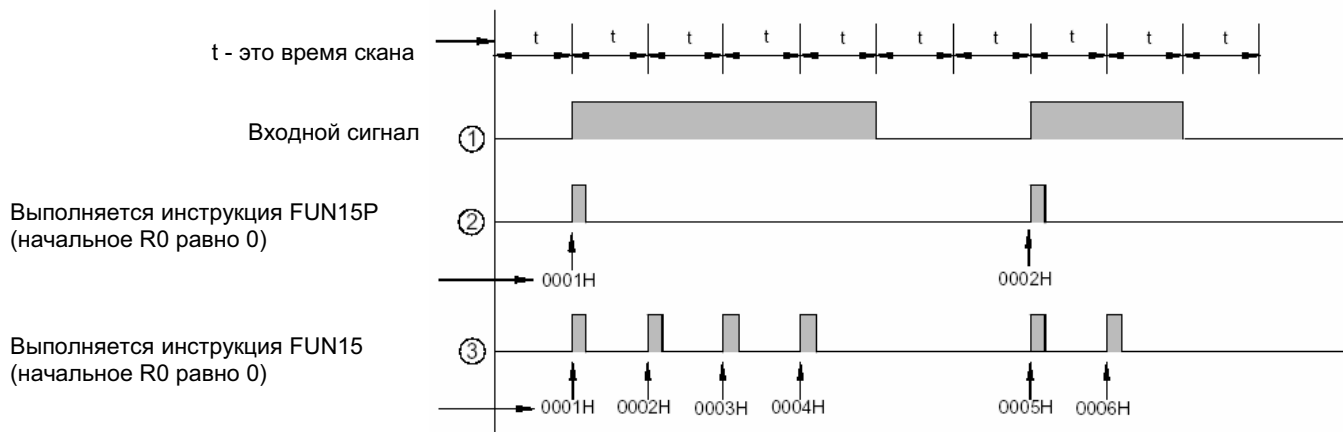 t t t t t t t t t t
t - это время скана
Входной сигнал
1
Выполняется инструкция FUN15P
(начальное R0 равно 0)
2
0001H 0002H
Выполняется инструкция FUN15
(начальное R0 равно 0)
3
0001H 0002H 0003H 0004H 0005H 0006H